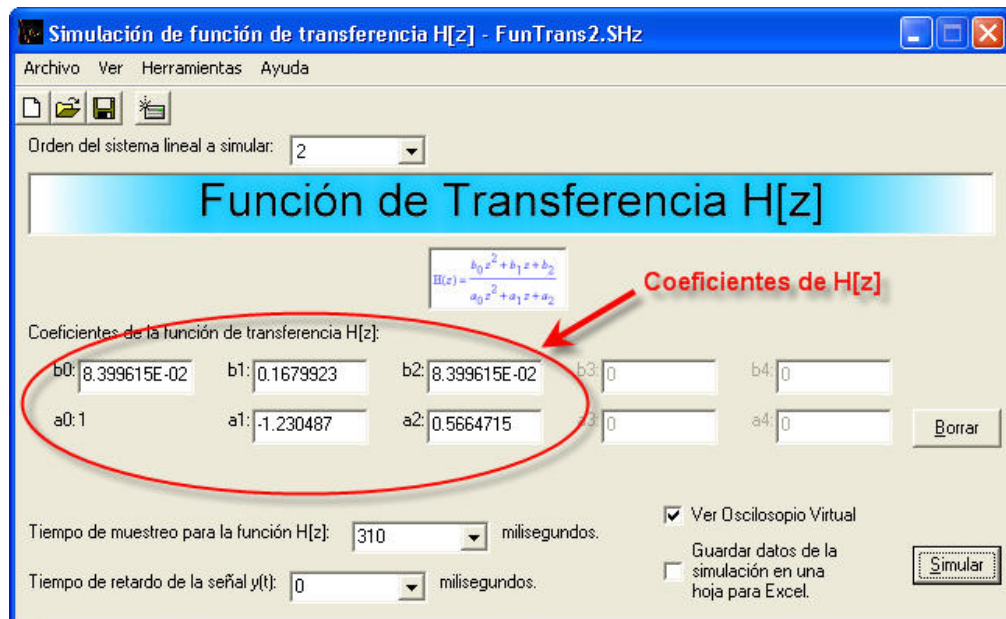 Simulación de función de transferencia H[z] - FunTrans2.SHz
Archivo Ver Herramientas Ayuda
Orden del sistema lineal a simular: 2
Función de Transferencia H[z]
H(z) = b0 z^2 + b1 z + b2 / a0 z^2 + a1 z + a2
Coeficientes de H[z]
Coeficientes de la función de transferencia H[z]:
b0: 8.399615E-02 b1: 0.1679923 b2: 8.399615E-02 b3: 0 b4: 0
a0: 1 a1: -1.230487 a2: 0.5664715 a3: 0 a4: 0
Borrar
Tiempo de muestreo para la función H[z]: 310 milisegundos.
Ver Oscilosopio Virtual
Tiempo de retardo de la señal y(t): 0 milisegundos.
Guardar datos de la
simulación en una
hoja para Excel.
Simular